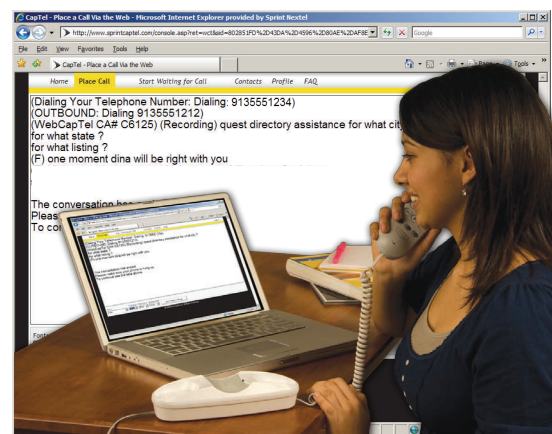 CapTel - Place a Call Via the Web - Microsoft Internet Explorer provided by Sprint Nextel
http://www.sprintcaptel.com/console.asp?ret=wct&sid=802851FD%2D43DA%2D4596%2D80AE%2DAF8E
Google
File Edit View Favorites Tools Help
CapTel - Place a Call Via the Web
Page Tools
Home Place Call Start Waiting for Call Contacts Profile FAQ
(Dialing Your Telephone Number: Dialing: 9135551234)
(OUTBOUND: Dialing 9135551212)
(WebCapTel CA# C6125) (Recording) quest directory assistance for what city
for what state ?
for what listing ?
(F) one moment dina will be right with you
The conversation has
Pleas
To con
Font